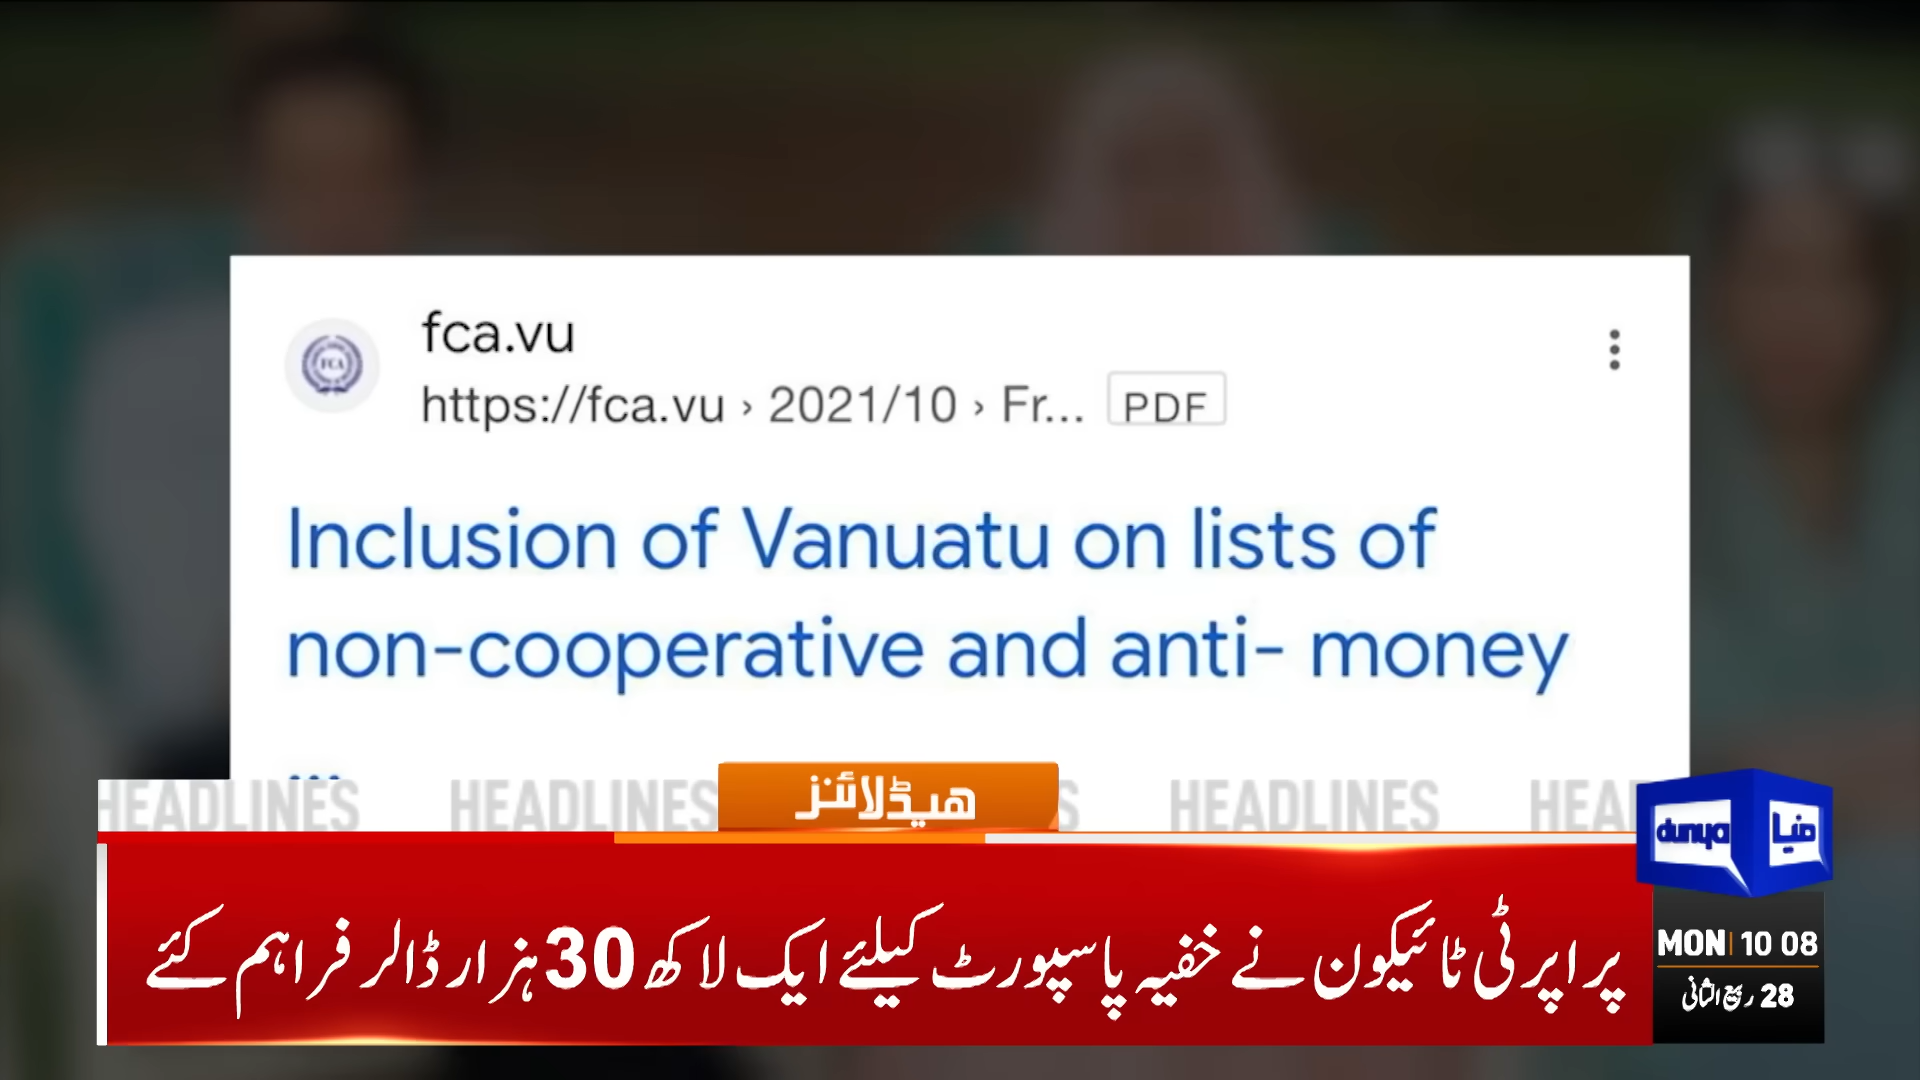 fca.vu
https://fca.vu › 2021/10 › Fr... PDF
FCA
Inclusion of Vanuatu on lists of
non-cooperative and anti- money
...
HEADLINES HEADLINES HEADLINES HEA
ھیڈلائنز
dunya دنیا
پراپرٹی ٹائیکون نے خفیہ پاسپورٹ کیلئے ایک لاکھ 30 ہزار ڈالر فراہم کئے
MON 10 08
28 ربیع الثانی